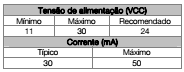 Tensão de alimentação (VCC)
Mínimo Máximo Recomendado
11 30 24
Corrente (mA)
Típico Máximo
30 50